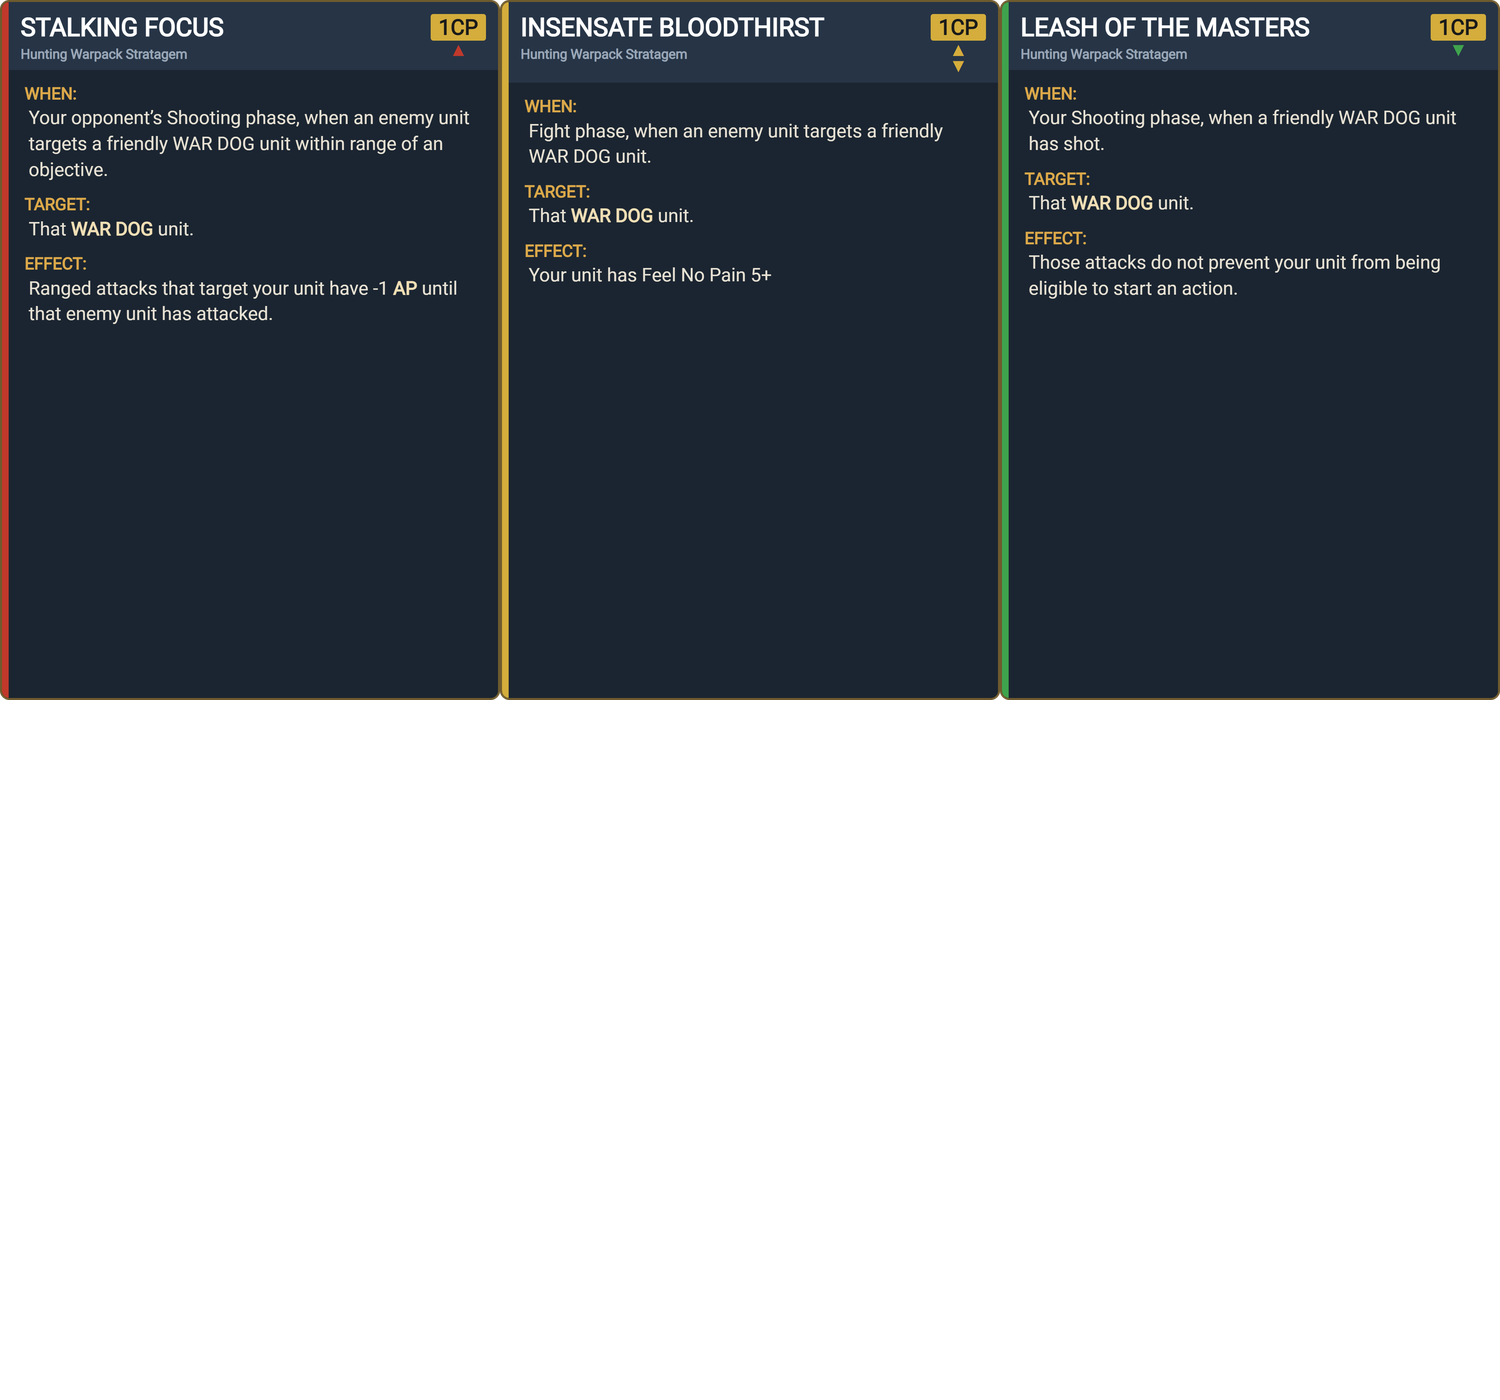 STALKING FOCUS
1CP
Hunting Warpack Stratagem
WHEN:
Your opponent’s Shooting phase, when an enemy unit
targets a friendly WAR DOG unit within range of an
objective.
TARGET:
That WAR DOG unit.
EFFECT:
Ranged attacks that target your unit have -1 AP until
that enemy unit has attacked.
INSENSATE BLOODTHIRST
1CP
Hunting Warpack Stratagem
WHEN:
Fight phase, when an enemy unit targets a friendly
WAR DOG unit.
TARGET:
That WAR DOG unit.
EFFECT:
Your unit has Feel No Pain 5+
LEASH OF THE MASTERS
1CP
Hunting Warpack Stratagem
WHEN:
Your Shooting phase, when a friendly WAR DOG unit
has shot.
TARGET:
That WAR DOG unit.
EFFECT:
Those attacks do not prevent your unit from being
eligible to start an action.